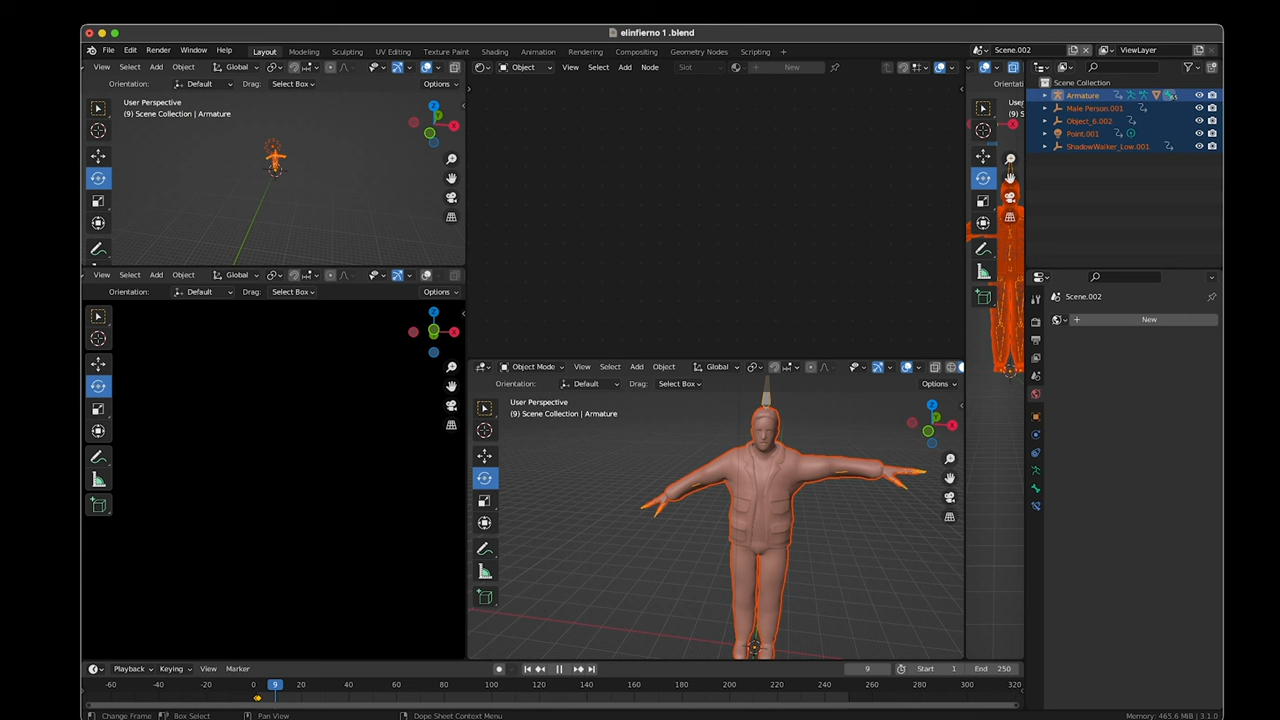 elinfierno 1 .blend
File Edit Render Window Help Layout Modeling Sculpting UV Editing Texture Paint Shading Animation Rendering Compositing Geometry Nodes Scripting + Scene.002 ViewLayer
View Select Add Object Global Object View Select Add Node Slot New
Orientation: Default Drag: Select Box Options
Scene Collection
User Perspective
(9) Scene Collection | Armature
Armature
Male Person.001
Object_6.002
Point.001
ShadowWalker_Low.001
View Select Add Object Global
Orientation: Default Drag: Select Box Options
Scene.002
New
Object Mode View Select Add Object Global
Orientation: Default Drag: Select Box Options
User Perspective
(9) Scene Collection | Armature
Playback Keying View Marker 9 Start 1 End 250
-60 -40 -20 0 9 20 40 60 80 100 120 140 160 180 200 220 240 260 280 300 320
Change Frame Box Select Pan View Dope Sheet Context Menu Memory: 465.6 MiB | 3.1.0